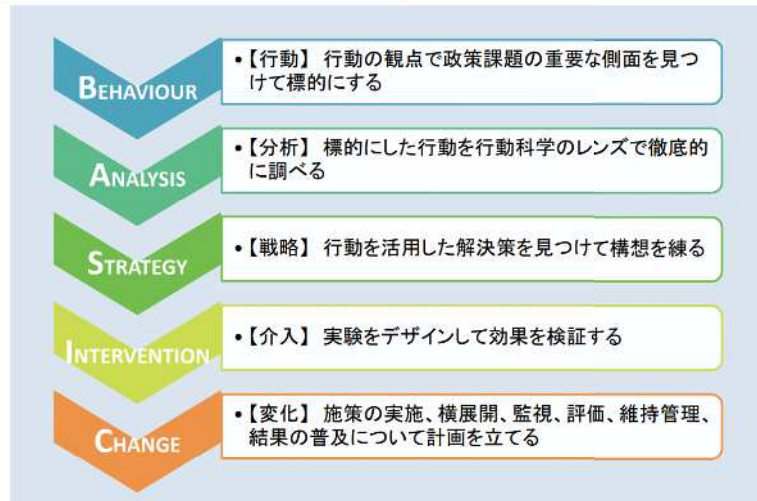 BEHAVIOUR
•【行動】 行動の観点で政策課題の重要な側面を見つ
けて標的にする
ANALYSIS
•【分析】 標的にした行動を行動科学のレンズで徹底的
に調べる
STRATEGY
•【戦略】 行動を活用した解決策を見つけて構想を練る
INTERVENTION
•【介入】 実験をデザインして効果を検証する
CHANGE
•【変化】 施策の実施、横展開、監視、評価、維持管理、
結果の普及について計画を立てる